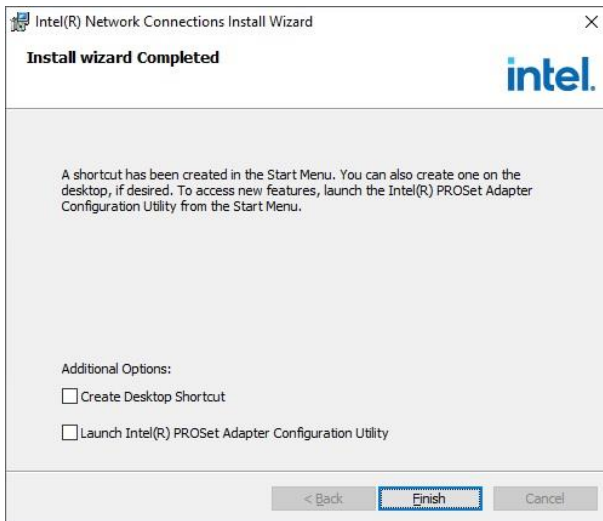 Intel(R) Network Connections Install Wizard
Install wizard Completed
intel.
A shortcut has been created in the Start Menu. You can also create one on the
desktop, if desired. To access new features, launch the Intel(R) PROSet Adapter
Configuration Utility from the Start Menu.
Additional Options:
Create Desktop Shortcut
Launch Intel(R) PROSet Adapter Configuration Utility
< Back Finish Cancel